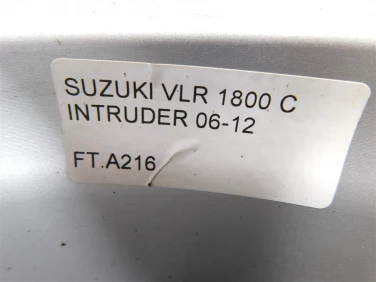 SUZUKI VLR 1800 C
INTRUDER 06-12
FT.A216